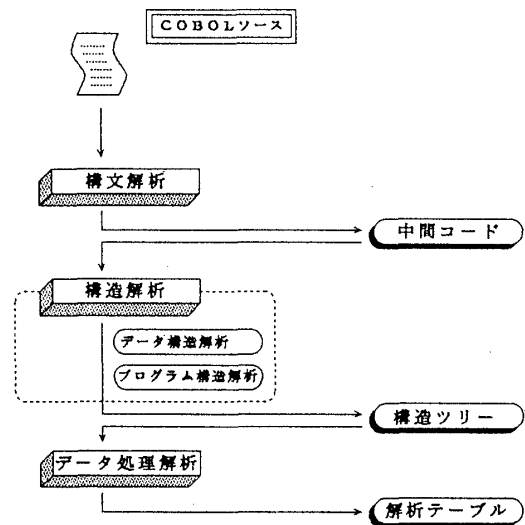 COBOLソース
構文解析
中間コード
構造解析
データ構造解析
プログラム構造解析
構造ツリー
データ処理解析
解析テーブル